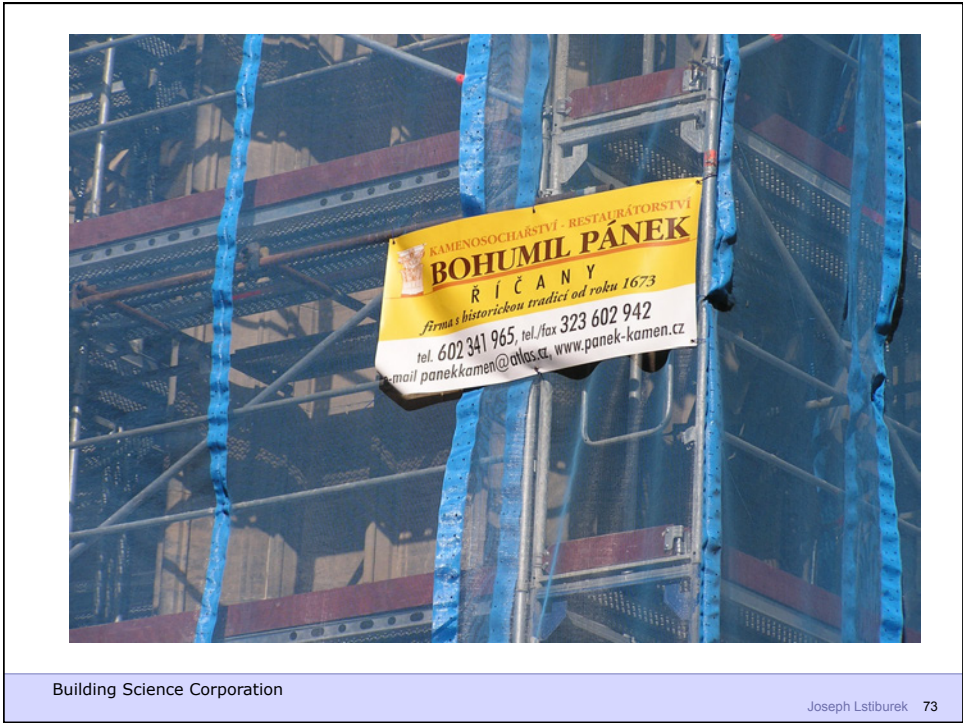 KAMENOSOCHAŘSTVÍ - RESTAURÁTORSTVÍ
BOHUMIL PÁNEK
ŘÍČANY
firma s historickou tradicí od roku 1673
tel. 602 341 965, tel./fax 323 602 942
e-mail panekkamen@atlas.cz, www.panek-kamen.cz
Building Science Corporation
Joseph Lstiburek 73